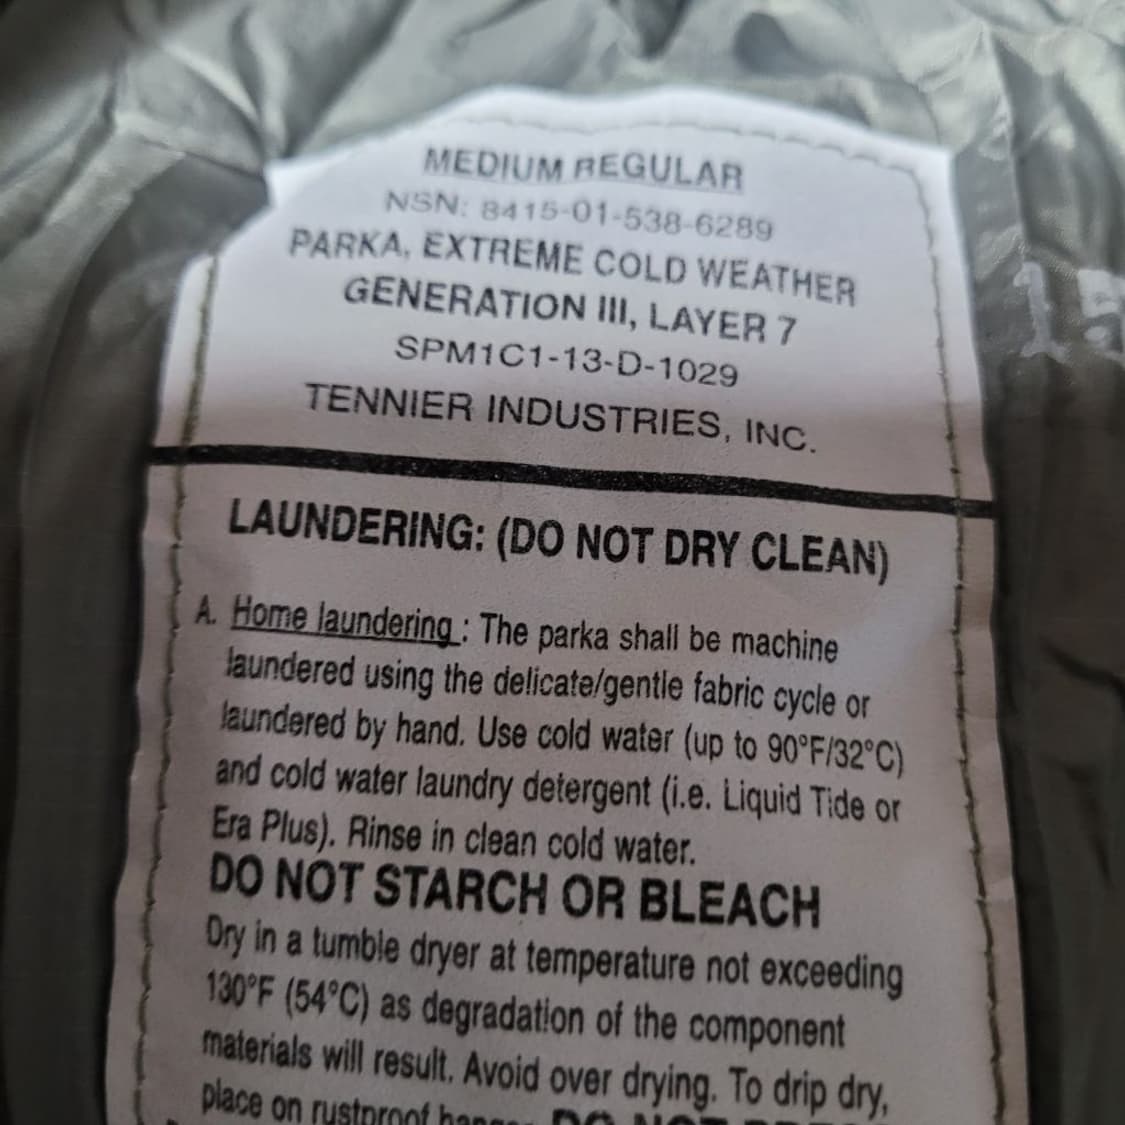 MEDIUM REGULAR
NSN: 8415-01-538-6289
PARKA, EXTREME COLD WEATHER
GENERATION III, LAYER 7
SPM1C1-13-D-1029
TENNIER INDUSTRIES, INC.
LAUNDERING: (DO NOT DRY CLEAN)
A. Home laundering : The parka shall be machine
laundered using the delicate/gentle fabric cycle or
laundered by hand. Use cold water (up to 90°F/32°C)
and cold water laundry detergent (i.e. Liquid Tide or
Era Plus). Rinse in clean cold water.
DO NOT STARCH OR BLEACH
Dry in a tumble dryer at temperature not exceeding
130°F (54°C) as degradation of the component
materials will result. Avoid over drying. To drip dry,
place on rustproof DO NOT